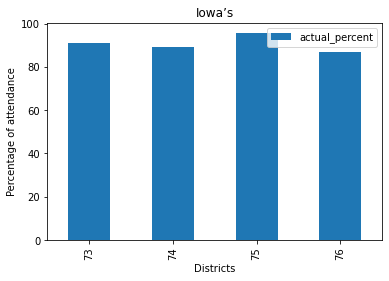 Iowa’s
actual_percent
100
80
60
40
20
0
Percentage of attendance
73
74
75
76
Districts